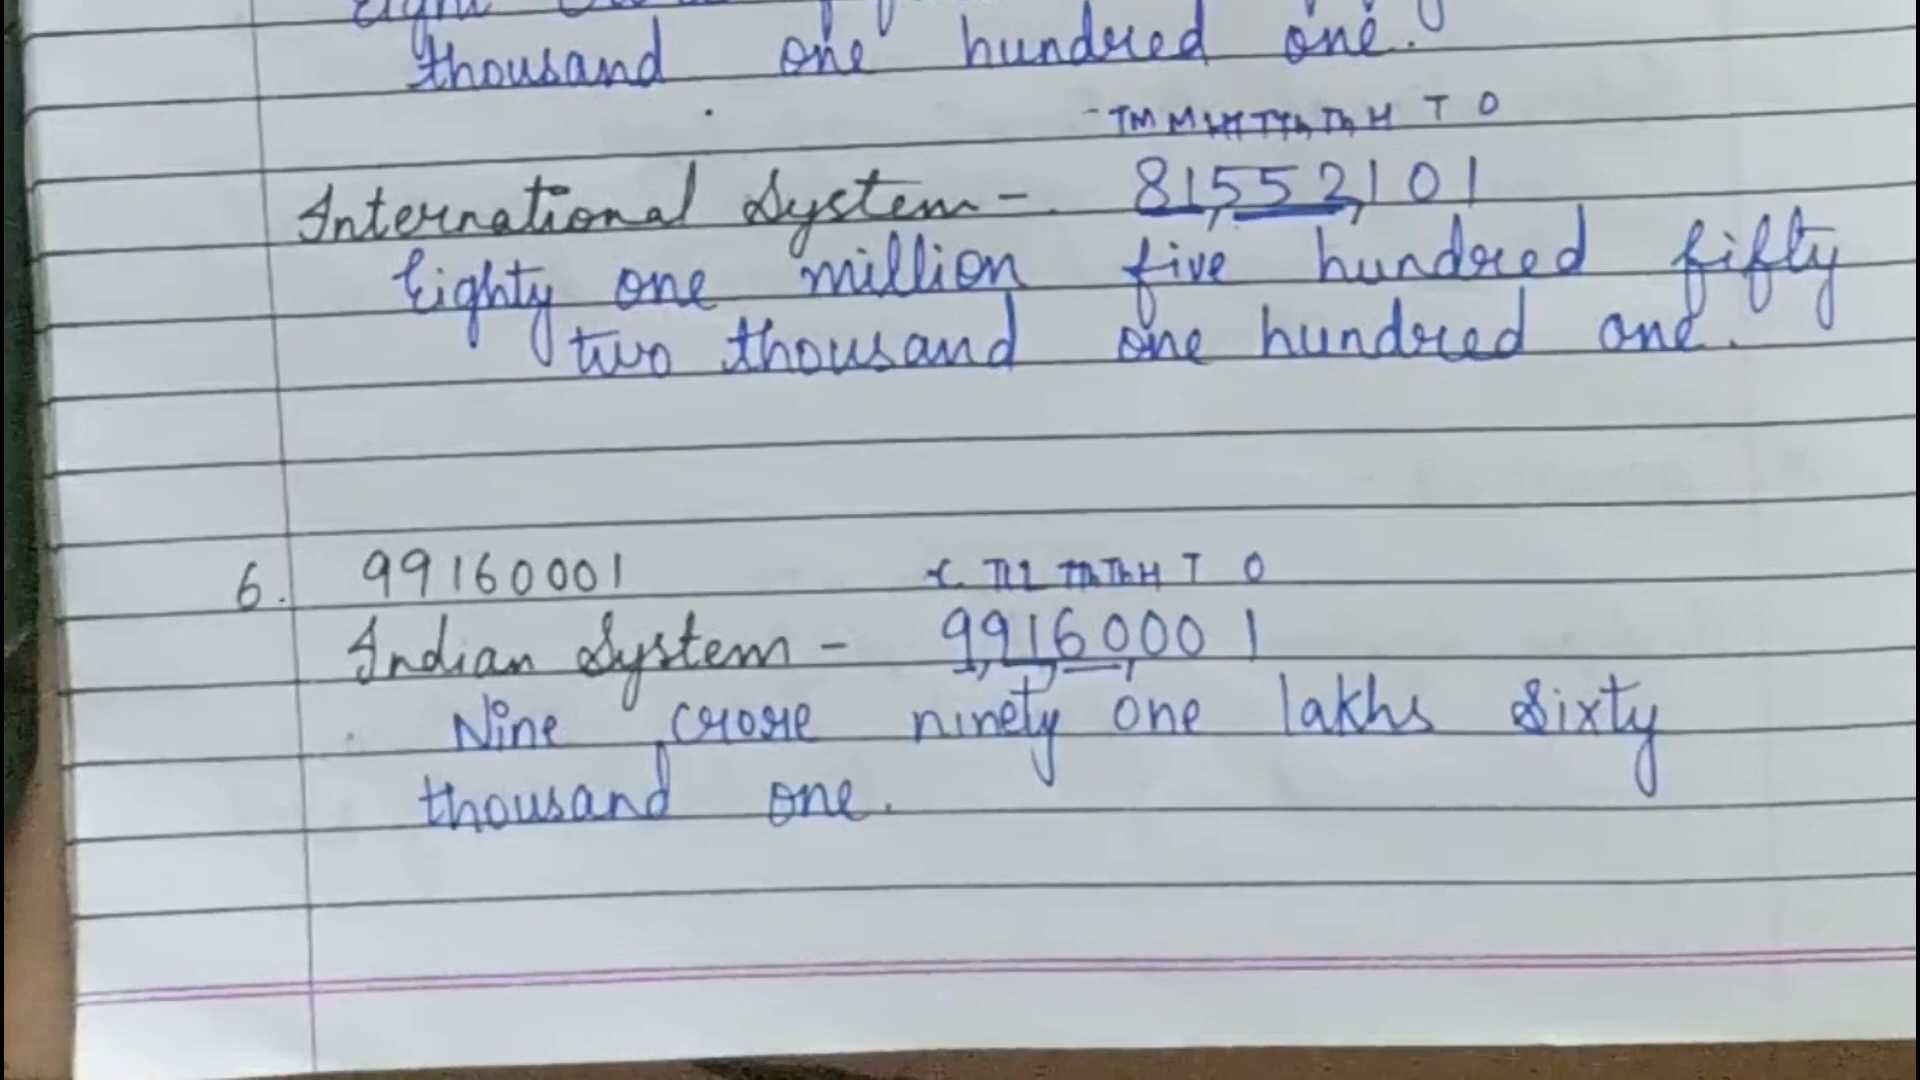 thousand one hundred one.
TM M HTh TTh Th H T O
International System - 81,552,101
Eighty one million five hundred fifty
two thousand one hundred one.
6. 99160001 C TL L TTh Th H T O
Indian System - 9,91,60,001
Nine crore ninety one lakhs sixty
thousand one.